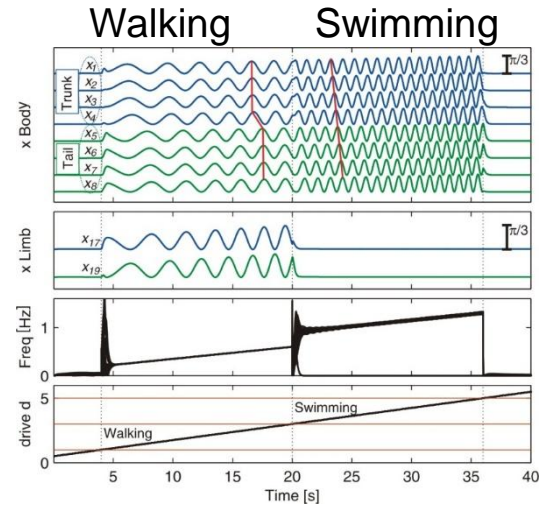 Walking Swimming
x Body
Trunk
Tail
x1
x2
x3
x4
x5
x6
x7
x8
π/3
x Limb
x17
x19
π/3
Freq [Hz]
1
0
drive d
5
0
Walking
Swimming
5 10 15 20 25 30 35 40
Time [s]